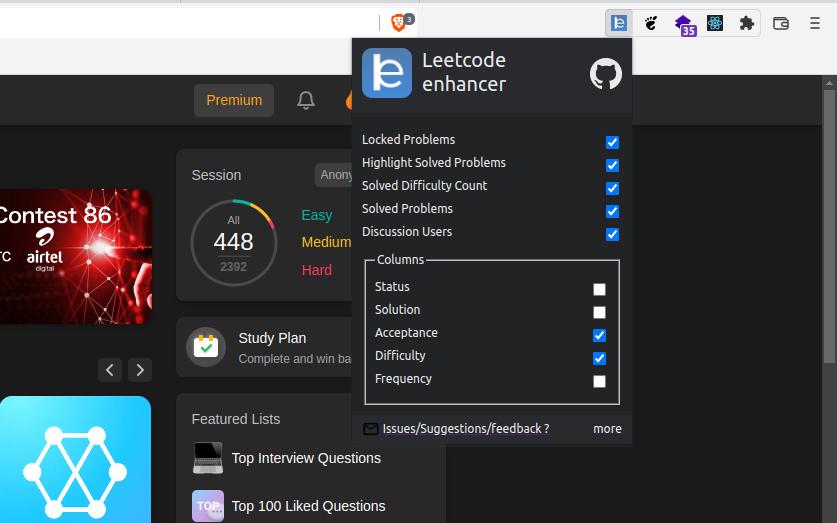 3
35
Leetcode
enhancer
Premium
Locked Problems
Highlight Solved Problems
Solved Difficulty Count
Solved Problems
Discussion Users
Columns
Status
Solution
Acceptance
Difficulty
Frequency
Issues/Suggestions/feedback ?
more
Contest 86
airtel
digital
Session
Anony
All
448
2392
Easy
Medium
Hard
Study Plan
Complete and win ba
Featured Lists
Top Interview Questions
TOP
Top 100 Liked Questions